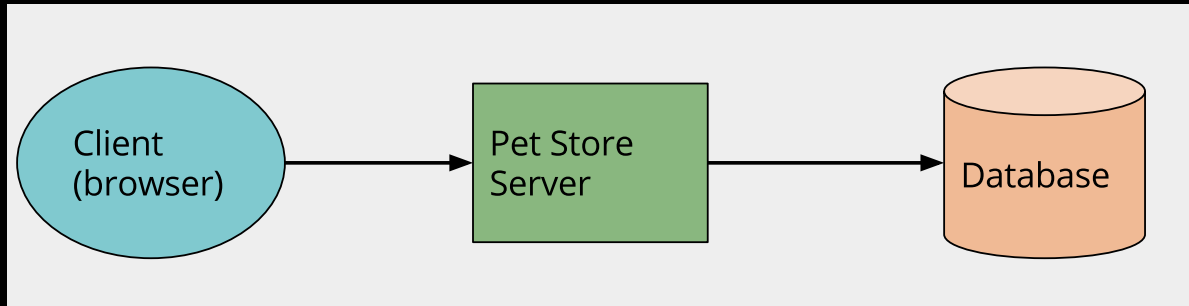 Client
(browser)
Pet Store
Server
Database